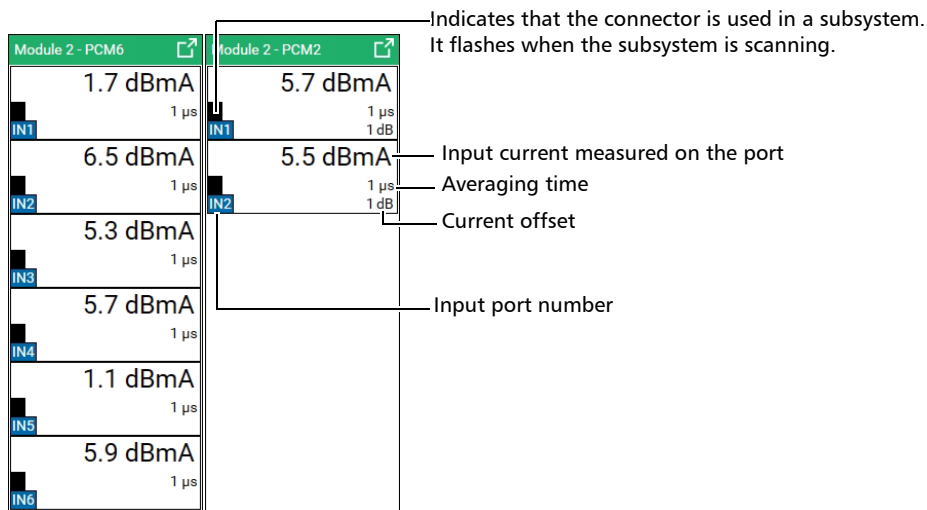 Indicates that the connector is used in a subsystem.
It flashes when the subsystem is scanning.
Module 2 - PCM6
1.7 dBmA
1 µs
IN1
6.5 dBmA
1 µs
IN2
5.3 dBmA
1 µs
IN3
5.7 dBmA
1 µs
IN4
1.1 dBmA
1 µs
IN5
5.9 dBmA
1 µs
IN6
Module 2 - PCM2
5.7 dBmA
1 µs
IN1
1 dB
5.5 dBmA
1 µs
IN2
1 dB
Input current measured on the port
Averaging time
Current offset
Input port number